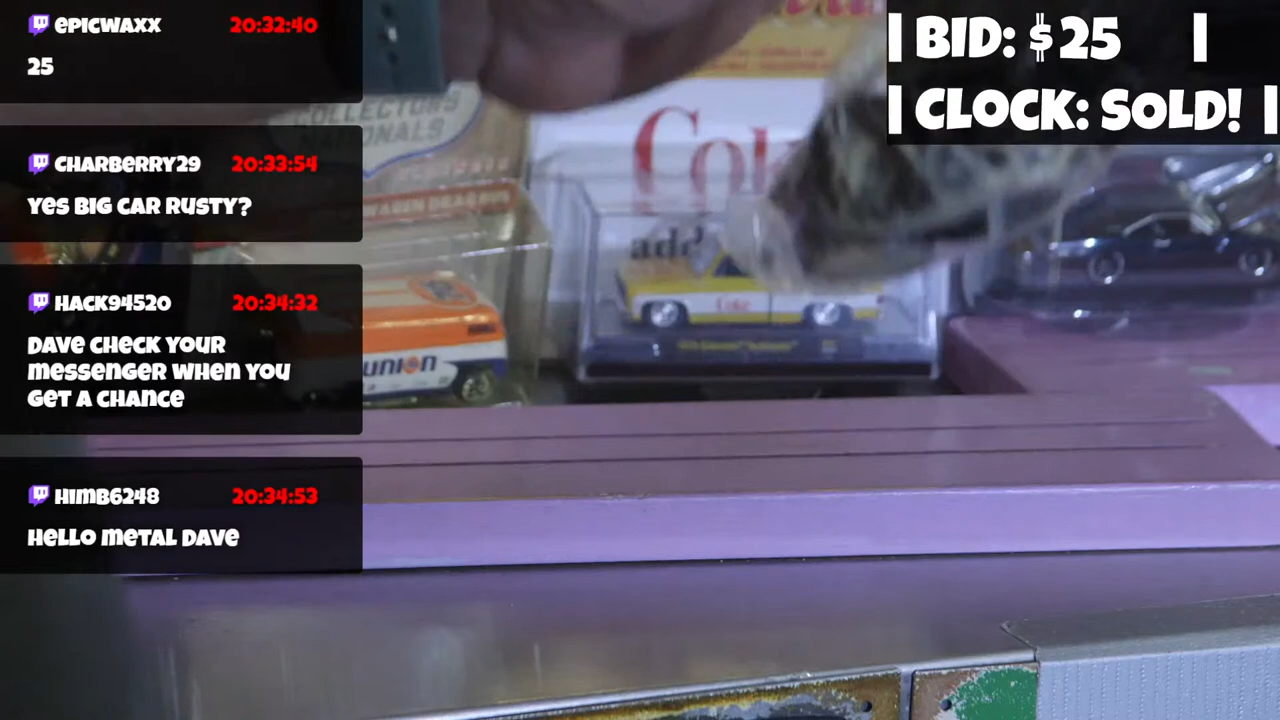 EPICWAXX 20:32:40
25
CHARBERRY29 20:33:54
YES BIG CAR RUSTY?
HACK94520 20:34:32
DAVE CHECK YOUR
MESSENGER WHEN YOU
GET A CHANCE
HIMB6248 20:34:53
HELLO METAL DAVE
| BID: $25 |
| CLOCK: SOLD! |
COLLECTORS
NATIONALS
Coke
add
Coke
UNION